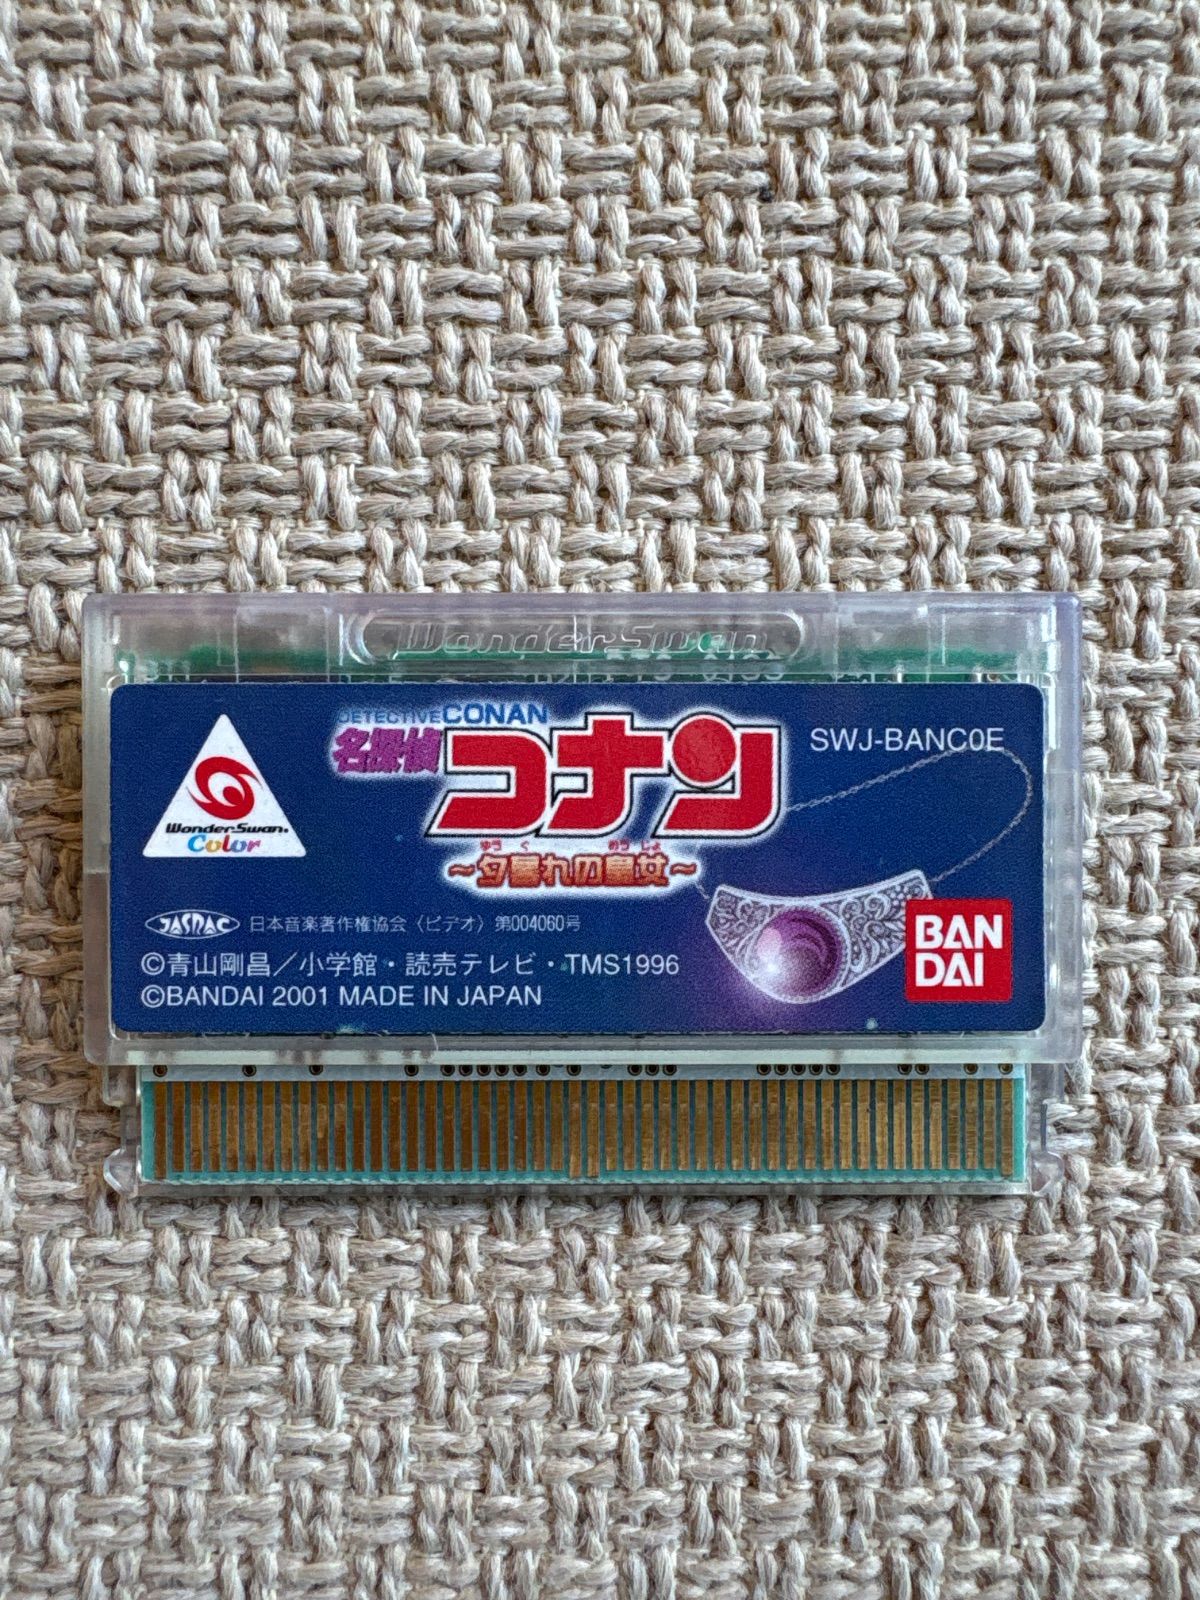 WonderSwan
DETECTIVE CONAN
名探偵
コナン
ゆう ぐ おう じょ
～夕暮れの皇女～
SWJ-BANC0E
WonderSwan
Color
JASRAC 日本音楽著作権協会〈ビデオ〉第004060号
©青山剛昌／小学館・読売テレビ・TMS1996
©BANDAI 2001 MADE IN JAPAN
BAN
DAI